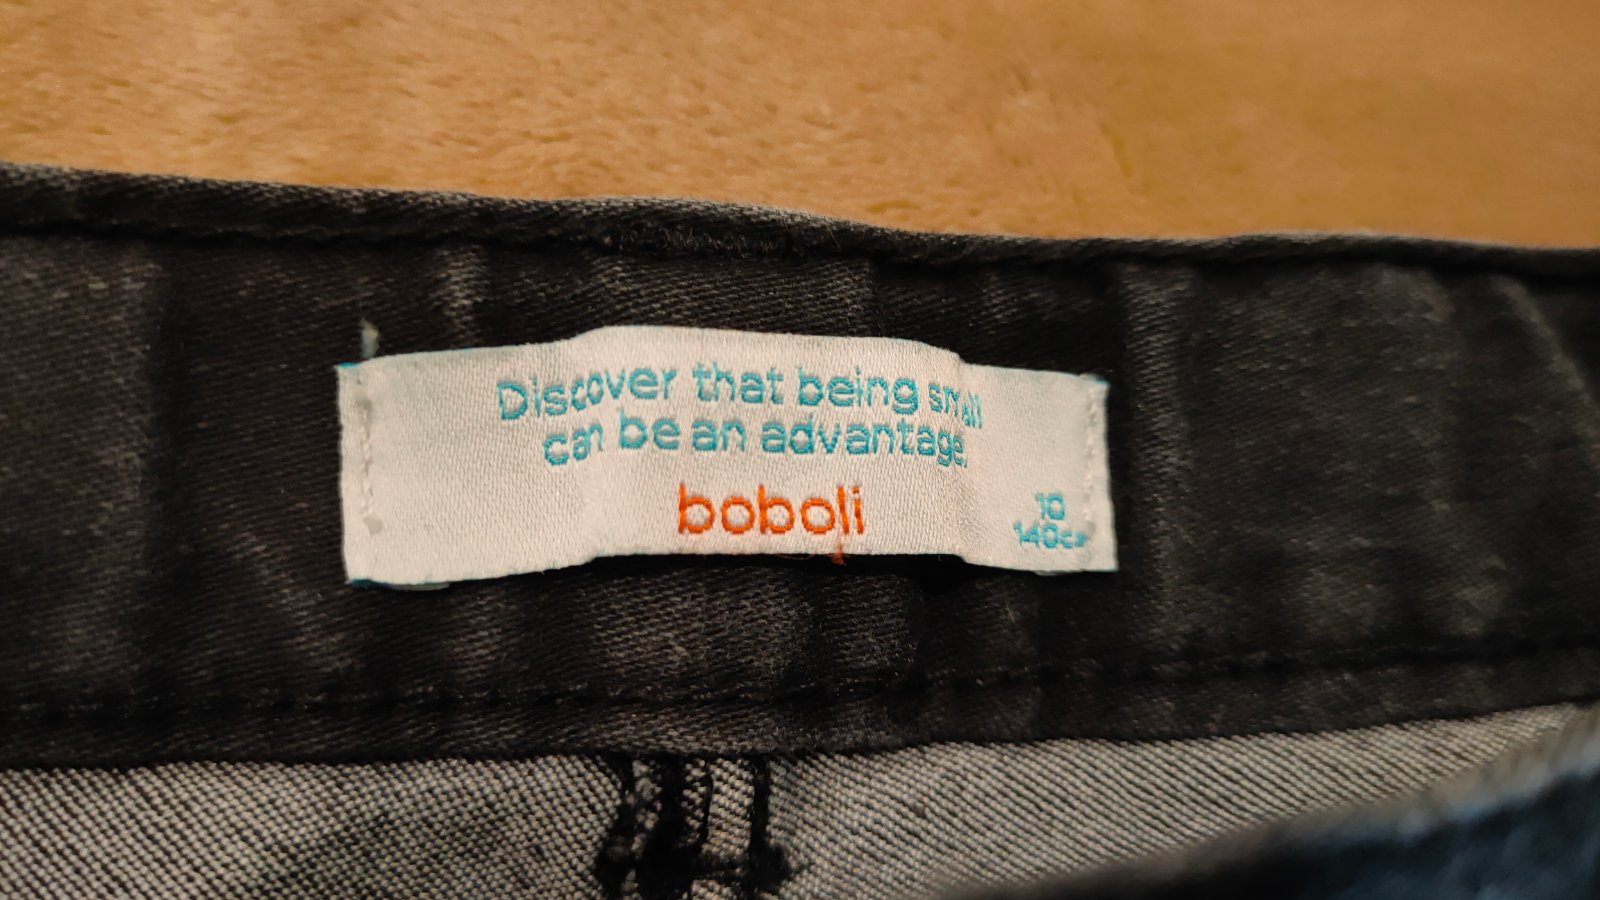 Discover that being small
can be an advantage.
boboli
10
140cm